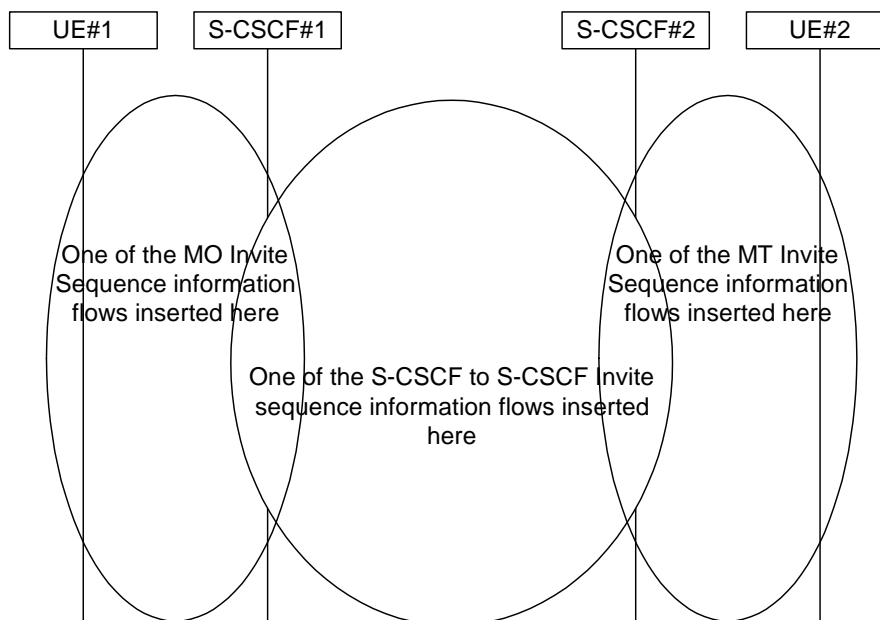 UE#1
S-CSCF#1
S-CSCF#2
UE#2
One of the MO Invite
Sequence information
flows inserted here
One of the S-CSCF to S-CSCF Invite
sequence information flows inserted
here
One of the MT Invite
Sequence information
flows inserted here